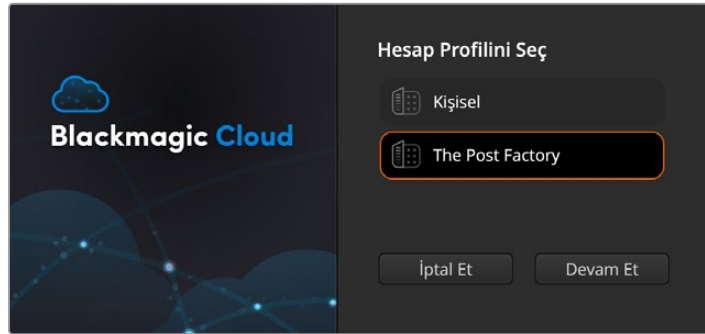 Blackmagic Cloud
Hesap Profilini Seç
Kişisel
The Post Factory
İptal Et
Devam Et